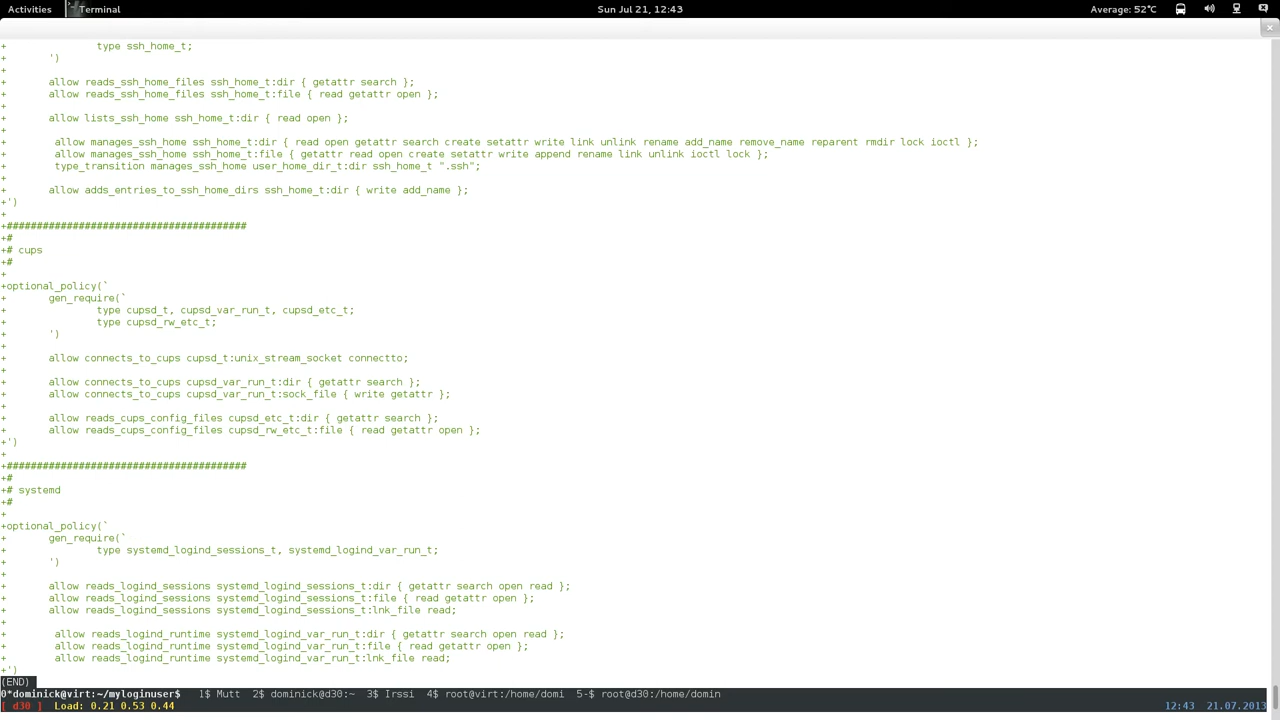 Activities Terminal Sun Jul 21, 12:43 Average: 52°C
+               type ssh_home_t;
+        ')
+
+       allow reads_ssh_home_files ssh_home_t:dir { getattr search };
+       allow reads_ssh_home_files ssh_home_t:file { read getattr open };
+
+       allow lists_ssh_home ssh_home_t:dir { read open };
+
+        allow manages_ssh_home ssh_home_t:dir { read open getattr search create setattr write link unlink rename add_name remove_name reparent rmdir lock ioctl };
+        allow manages_ssh_home ssh_home_t:file { getattr read open create setattr write append rename link unlink ioctl lock };
+        type_transition manages_ssh_home user_home_dir_t:dir ssh_home_t ".ssh";
+
+       allow adds_entries_to_ssh_home_dirs ssh_home_t:dir { write add_name };
+')
+
+########################################
+#
+# cups
+#
+
+optional_policy(`
+       gen_require(`
+               type cupsd_t, cupsd_var_run_t, cupsd_etc_t;
+               type cupsd_rw_etc_t;
+       ')
+
+       allow connects_to_cups cupsd_t:unix_stream_socket connectto;
+
+       allow connects_to_cups cupsd_var_run_t:dir { getattr search };
+       allow connects_to_cups cupsd_var_run_t:sock_file { write getattr };
+
+       allow reads_cups_config_files cupsd_etc_t:dir { getattr search };
+       allow reads_cups_config_files cupsd_rw_etc_t:file { read getattr open };
+')
+
+########################################
+#
+# systemd
+#
+
+optional_policy(`
+       gen_require(`
+               type systemd_logind_sessions_t, systemd_logind_var_run_t;
+       ')
+
+       allow reads_logind_sessions systemd_logind_sessions_t:dir { getattr search open read };
+       allow reads_logind_sessions systemd_logind_sessions_t:file { read getattr open };
+       allow reads_logind_sessions systemd_logind_sessions_t:lnk_file read;
+
+        allow reads_logind_runtime systemd_logind_var_run_t:dir { getattr search open read };
+        allow reads_logind_runtime systemd_logind_var_run_t:file { read getattr open };
+        allow reads_logind_runtime systemd_logind_var_run_t:lnk_file read;
+')
(END)
0*dominick@virt:~/myloginuser$  1$ Mutt  2$ dominick@d30:~  3$ Irssi  4$ root@virt:/home/domi  5-$ root@d30:/home/domin
[ d30 ] Load: 0.21 0.53 0.44 12:43 21.07.2013